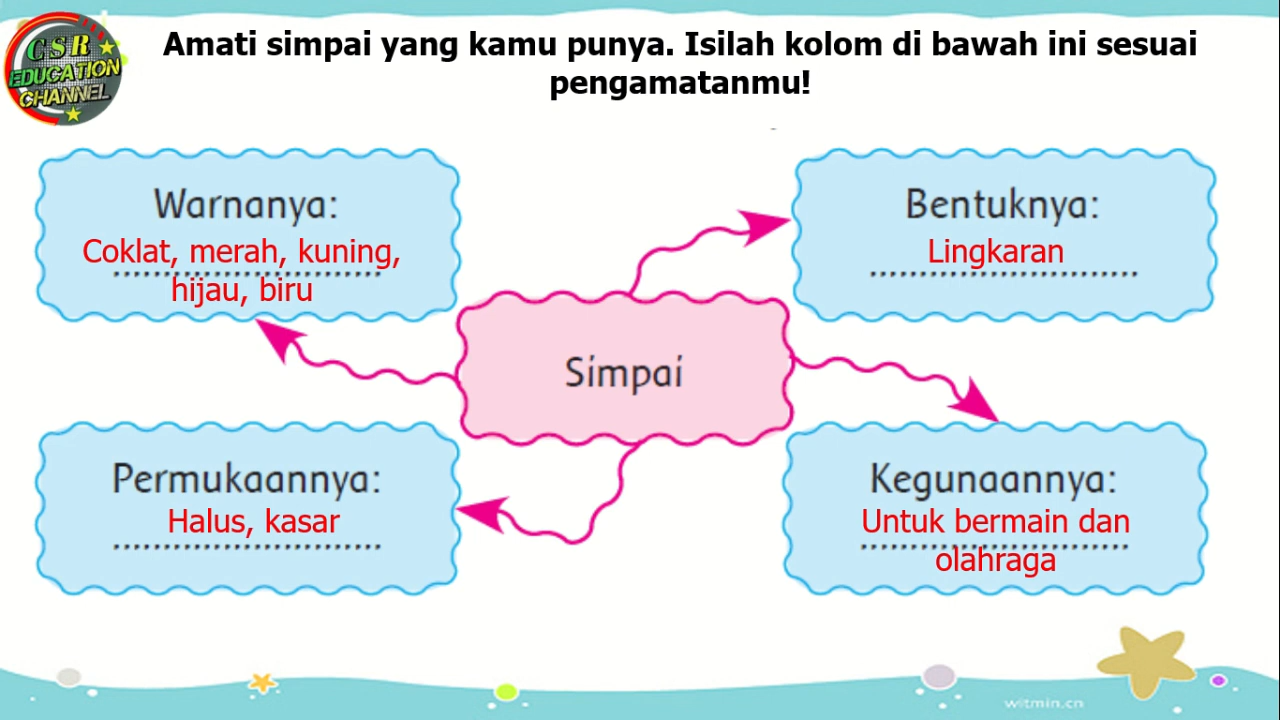 CSR
EDUCATION
CHANNEL
Amati simpai yang kamu punya. Isilah kolom di bawah ini sesuai
pengamatanmu!
Warnanya:
Coklat, merah, kuning,
hijau, biru
Bentuknya:
Lingkaran
Simpai
Permukaannya:
Halus, kasar
Kegunaannya:
Untuk bermain dan
olahraga
witmin.cn